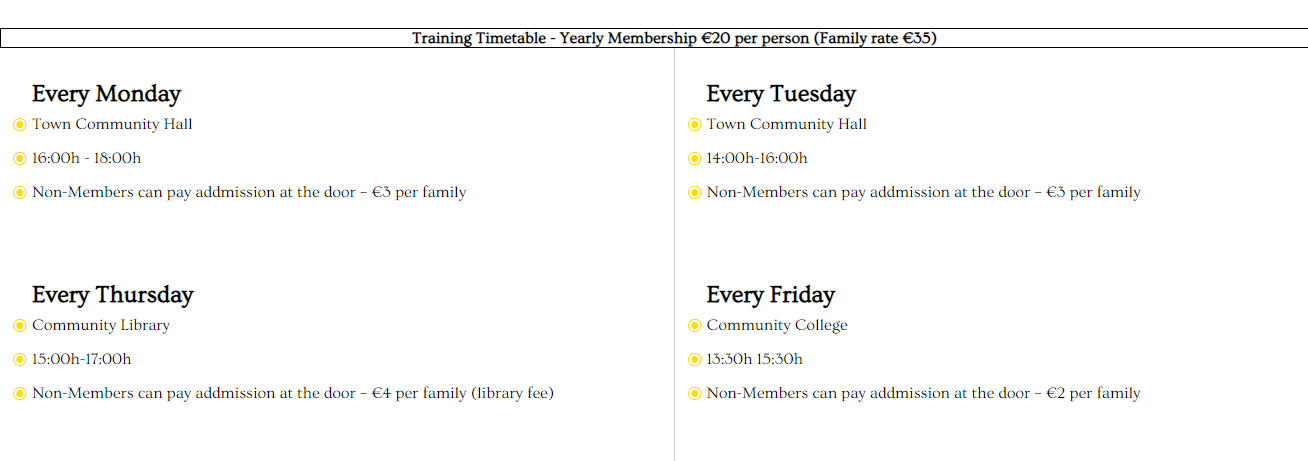 Training Timetable - Yearly Membership €20 per person (Family rate €35)
Every Monday
Town Community Hall
16:00h - 18:00h
Non-Members can pay addmission at the door – €3 per family
Every Tuesday
Town Community Hall
14:00h-16:00h
Non-Members can pay addmission at the door – €3 per family
Every Thursday
Community Library
15:00h-17:00h
Non-Members can pay addmission at the door – €4 per family (library fee)
Every Friday
Community College
13:30h 15:30h
Non-Members can pay addmission at the door – €2 per family